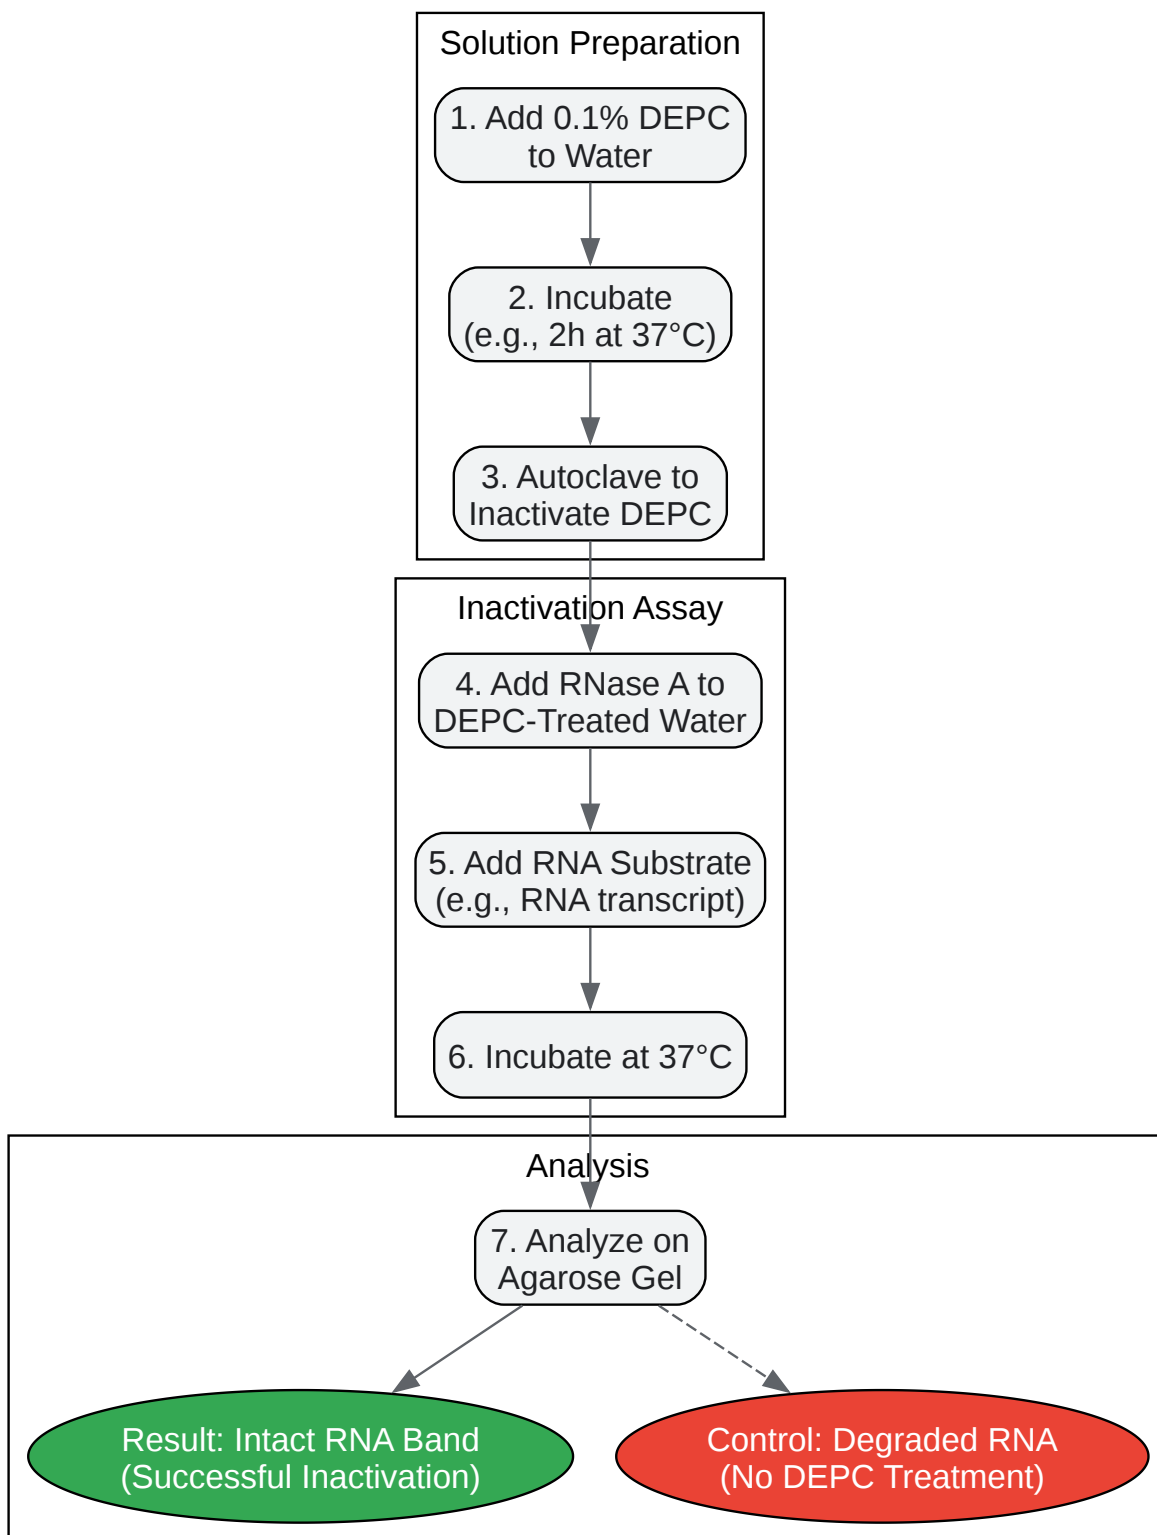 Solution Preparation
1. Add 0.1% DEPC
to Water
2. Incubate
(e.g., 2h at 37°C)
3. Autoclave to
Inactivate DEPC
Inactivation Assay
4. Add RNase A to
DEPC-Treated Water
5. Add RNA Substrate
(e.g., RNA transcript)
6. Incubate at 37°C
Analysis
7. Analyze on
Agarose Gel
Result: Intact RNA Band
(Successful Inactivation)
Control: Degraded RNA
(No DEPC Treatment)